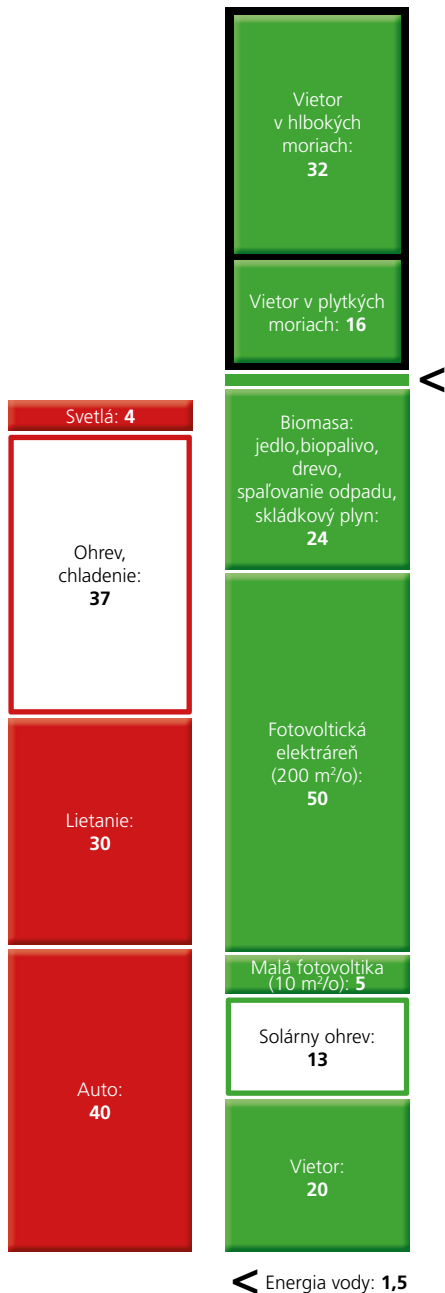 Vietor
v hlbokých
moriach:
32
Vietor v plytkých
moriach: 16
<
Svetlá: 4
Biomasa:
jedlo,biopalivo,
drevo,
spaľovanie odpadu,
skládkový plyn:
24
Ohrev,
chladenie:
37
Fotovoltická
elektráreň
(200 m²/o):
50
Lietanie:
30
Malá fotovoltika
(10 m²/o): 5
Solárny ohrev:
13
Auto:
40
Vietor:
20
< Energia vody: 1,5